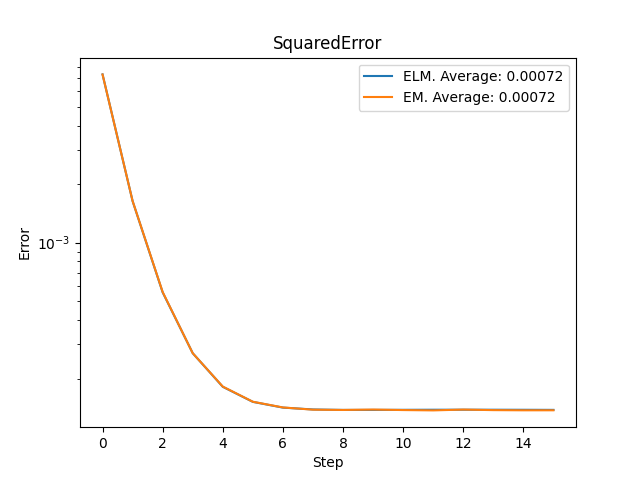 SquaredError
ELM. Average: 0.00072
EM. Average: 0.00072
Error
10⁻³
0 2 4 6 8 10 12 14
Step